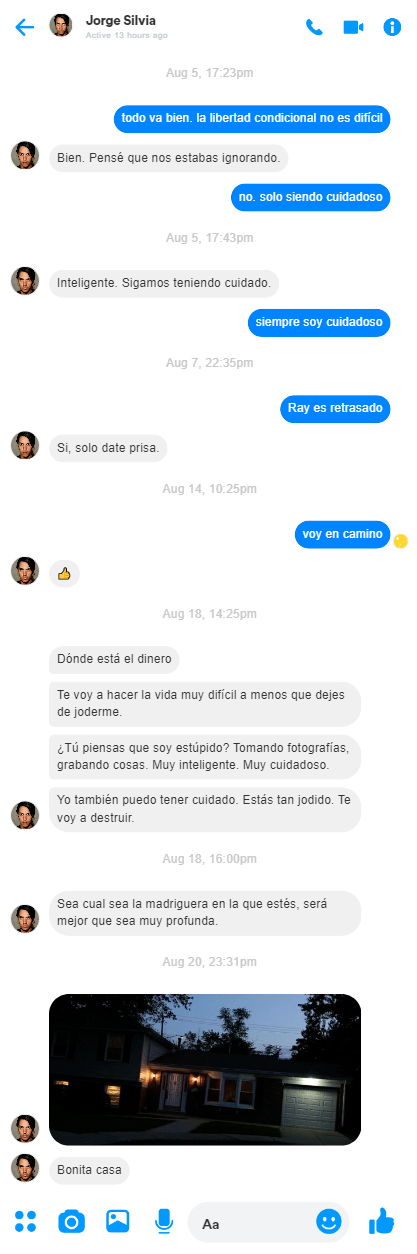 Jorge Silvia
Active 13 hours ago
Aug 5, 17:23pm
todo va bien. la libertad condicional no es difícil
Bien. Pensé que nos estabas ignorando.
no. solo siendo cuidadoso
Aug 5, 17:43pm
Inteligente. Sigamos teniendo cuidado.
siempre soy cuidadoso
Aug 7, 22:35pm
Ray es retrasado
Si, solo date prisa.
Aug 14, 10:25pm
voy en camino
Aug 18, 14:25pm
Dónde está el dinero
Te voy a hacer la vida muy difícil a menos que dejes
de joderme.
¿Tú piensas que soy estúpido? Tomando fotografías,
grabando cosas. Muy inteligente. Muy cuidadoso.
Yo también puedo tener cuidado. Estás tan jodido. Te
voy a destruir.
Aug 18, 16:00pm
Sea cual sea la madriguera en la que estés, será
mejor que sea muy profunda.
Aug 20, 23:31pm
Bonita casa
Aa